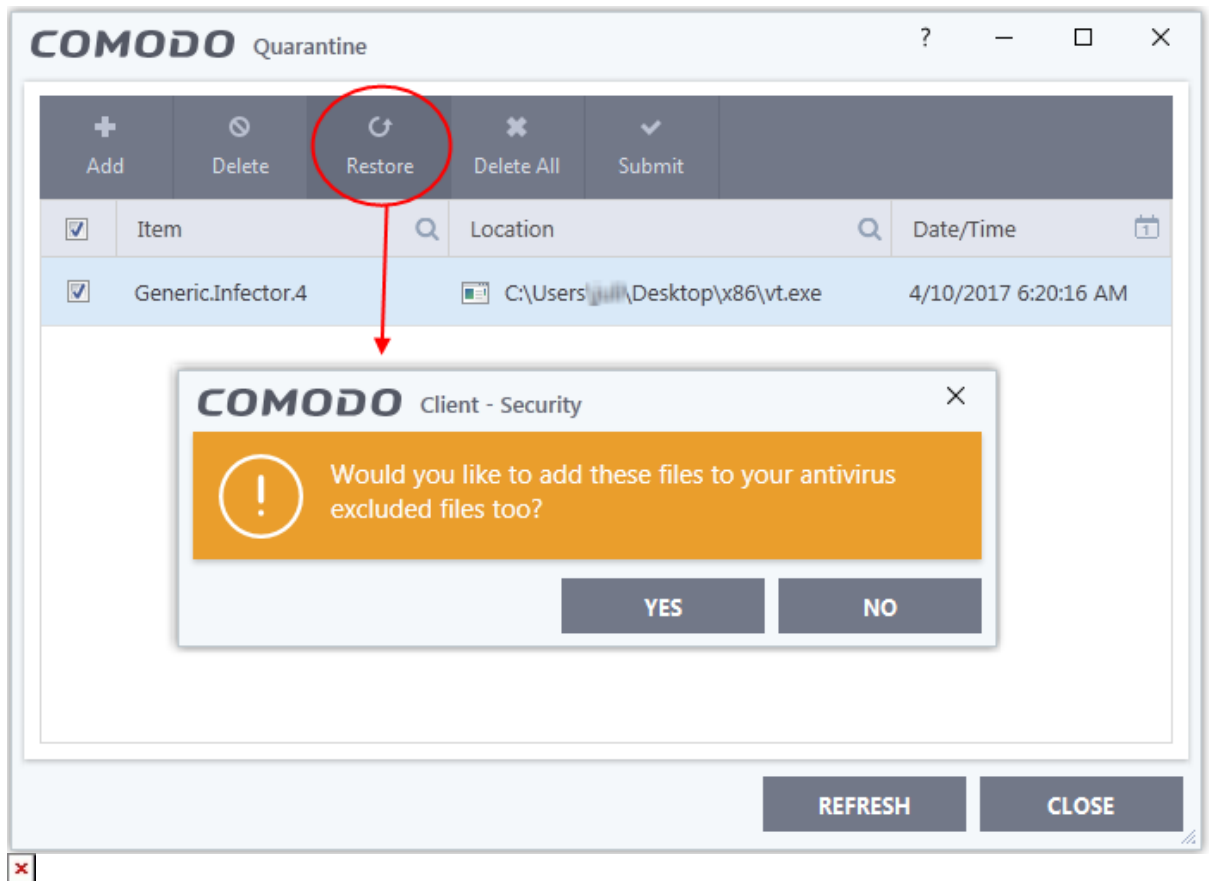 COMODO Quarantine
?
Add Delete Restore Delete All Submit
Item Location Date/Time
1
Generic.Infector.4 C:\Users\ \Desktop\x86\vt.exe 4/10/2017 6:20:16 AM
COMODO Client - Security
! Would you like to add these files to your antivirus
excluded files too?
YES NO
REFRESH CLOSE